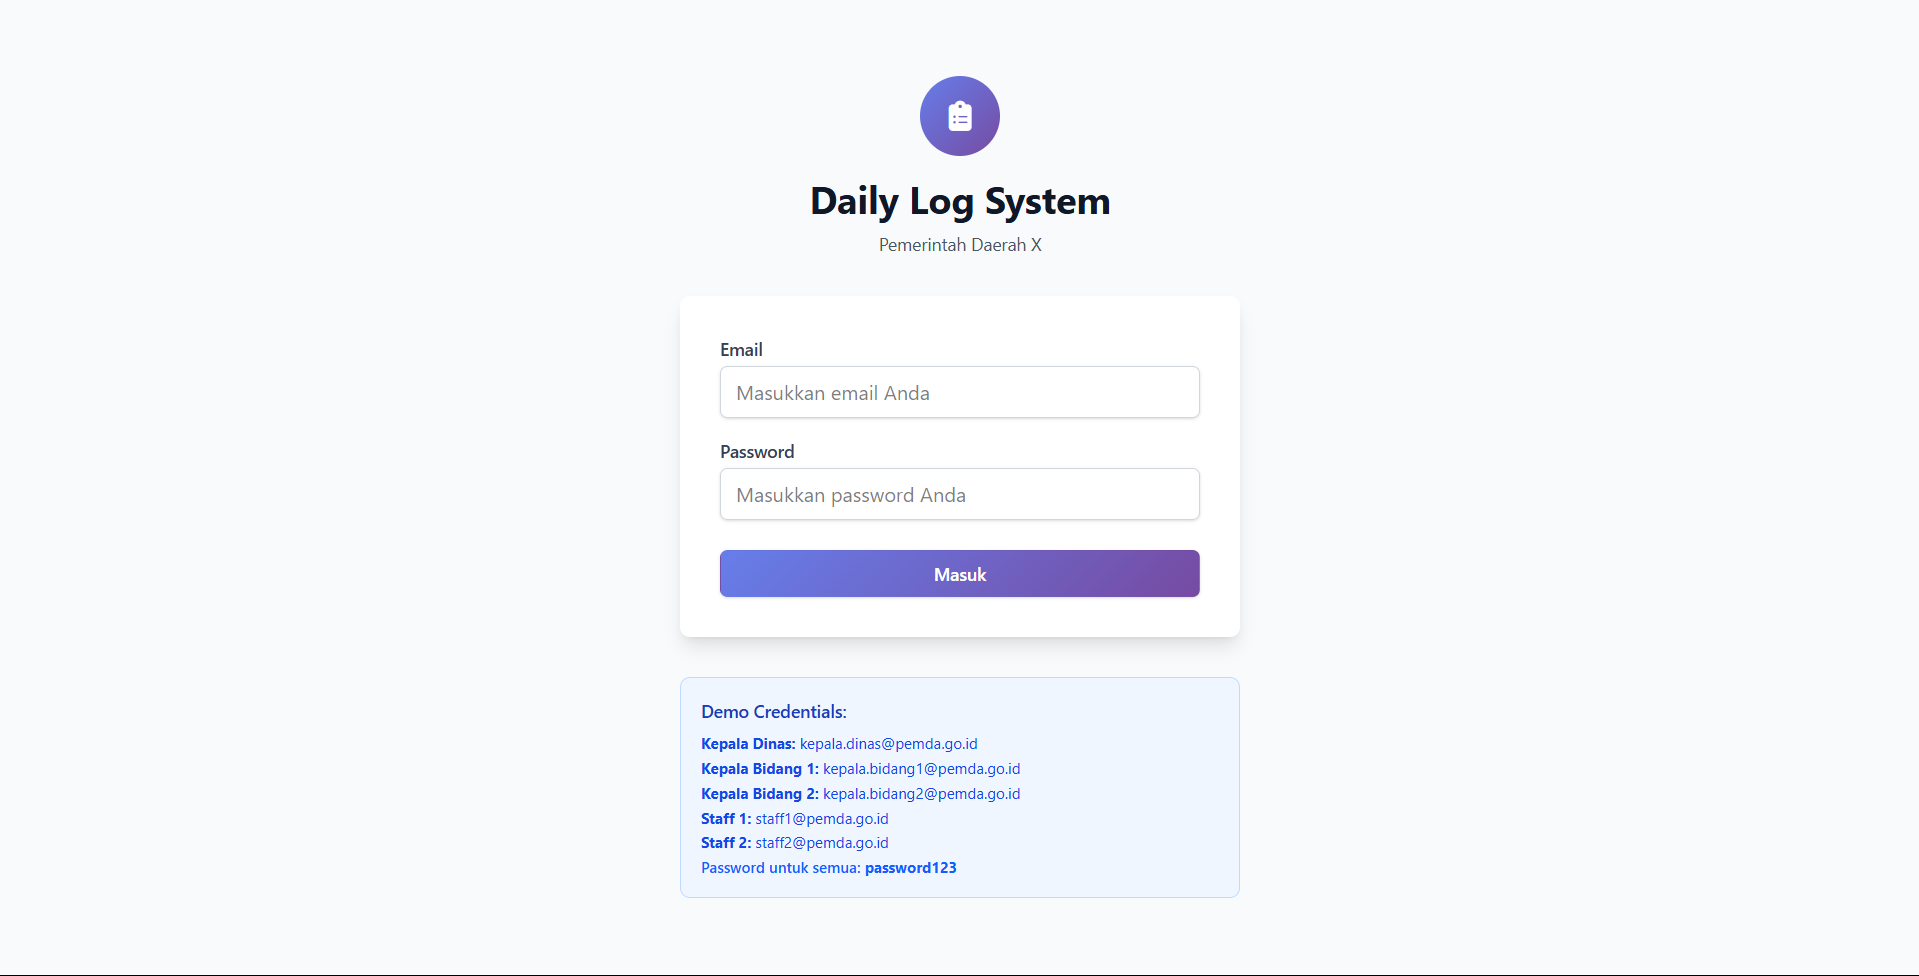 Daily Log System
Pemerintah Daerah X
Email
Masukkan email Anda
Password
Masukkan password Anda
Masuk
Demo Credentials:
Kepala Dinas: kepala.dinas@pemda.go.id
Kepala Bidang 1: kepala.bidang1@pemda.go.id
Kepala Bidang 2: kepala.bidang2@pemda.go.id
Staff 1: staff1@pemda.go.id
Staff 2: staff2@pemda.go.id
Password untuk semua: password123